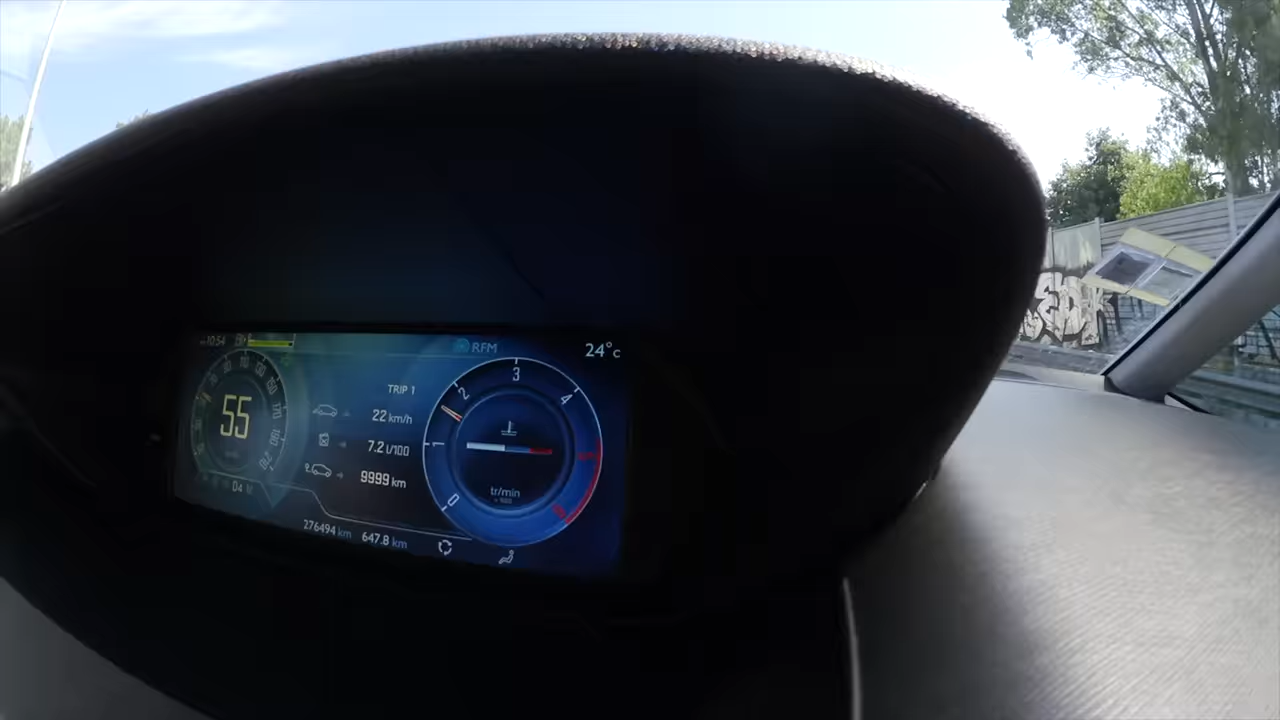 10:54
RFM
24°c
TRIP 1
22 km/h
7.2 l/100
9999 km
55
D4
0
1
2
3
4
tr/min
276494 km
647.8 km